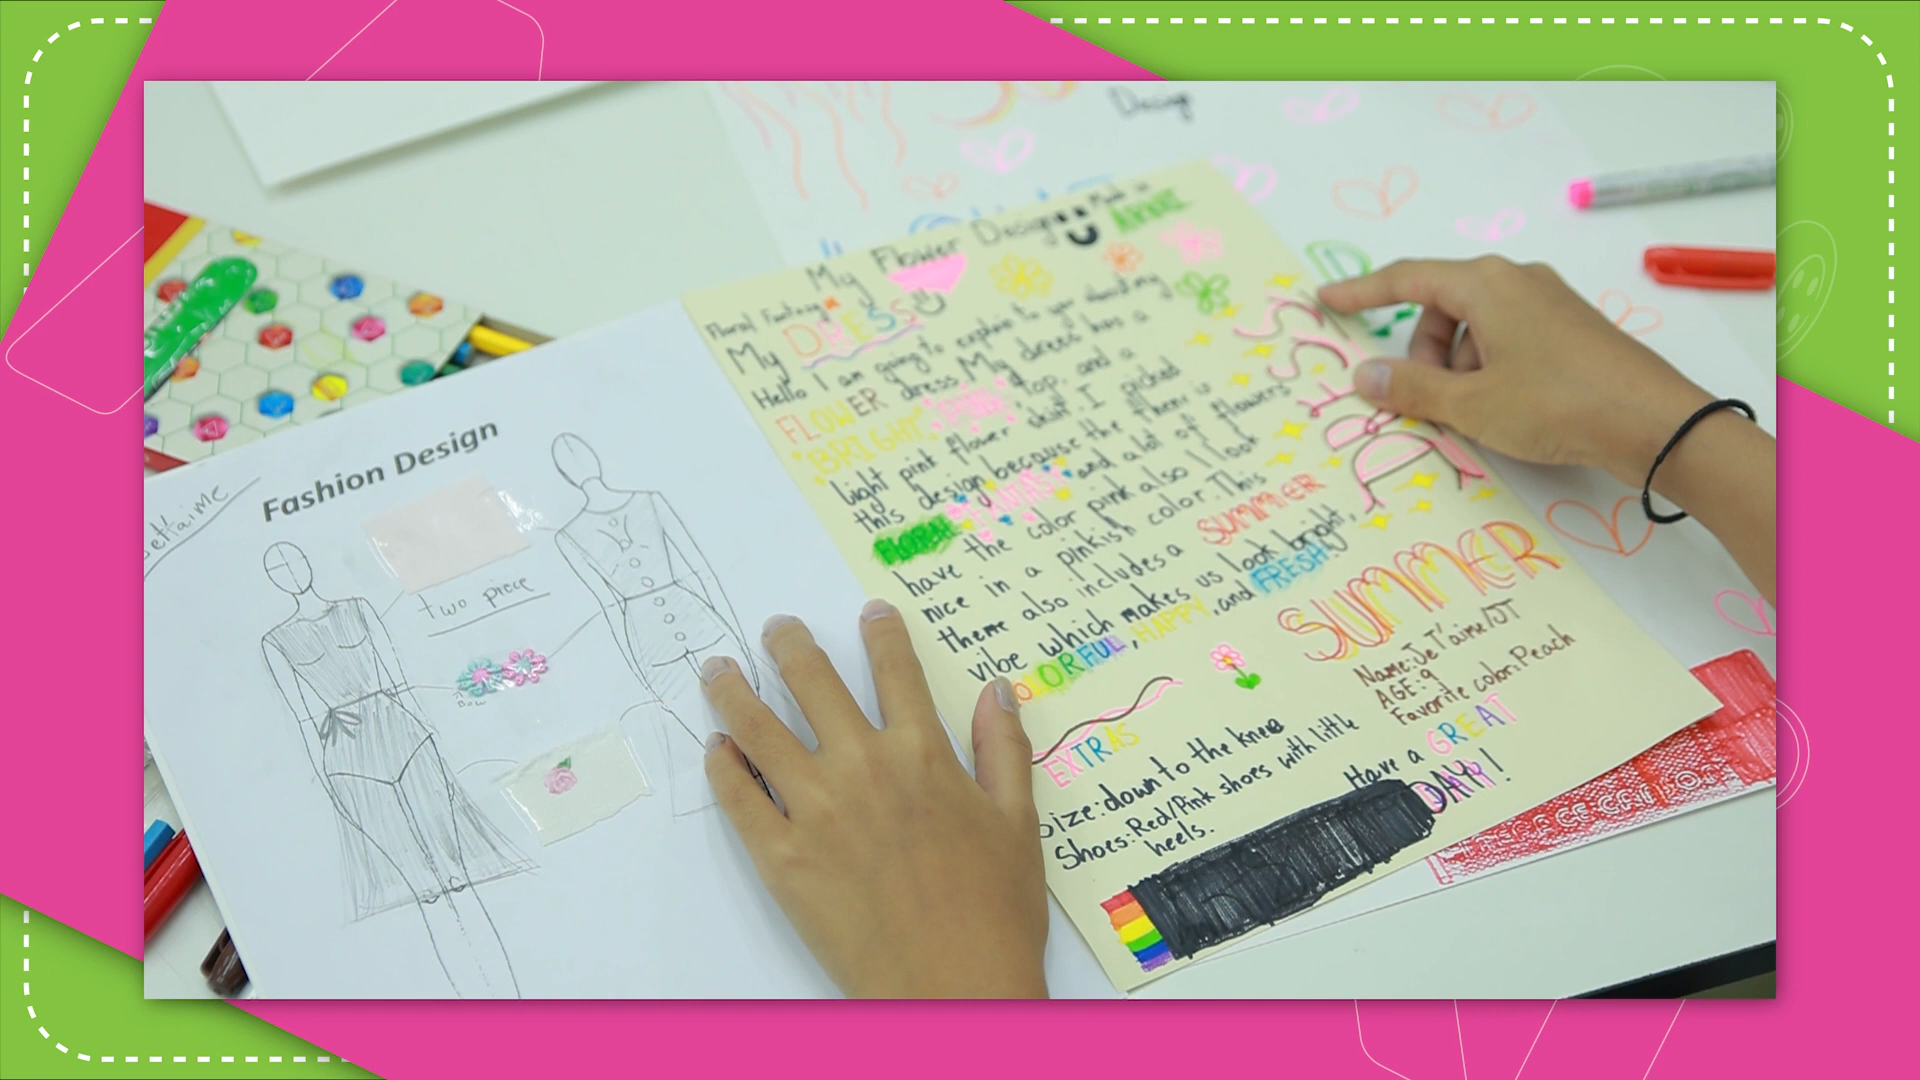 Design
Fashion Design
two piece
Bow
My Flower Design Made in
Floral Fantasy
My DRESS
Hello I am going to explain to you
FLOWER dress. My dress has a
"BRIGHT" PINK top, and a
light pink flower skirt. I picked
this design because the there is
FLORAL FANTASY and a lot of flowers
have the color pink also I look
nice in a pinkish color. This
theme also includes a SUMMER
vibe which makes us look bright,
COLORFUL, HAPPY, and FRESH
DRESS
SUMMER
Name: JeT'aime/JT
AGE: 9
Favorite color: Peach
EXTRAS
Size: down to the knee
Shoes: Red/Pink shoes with little
heels.
Have a GREAT
DAY!